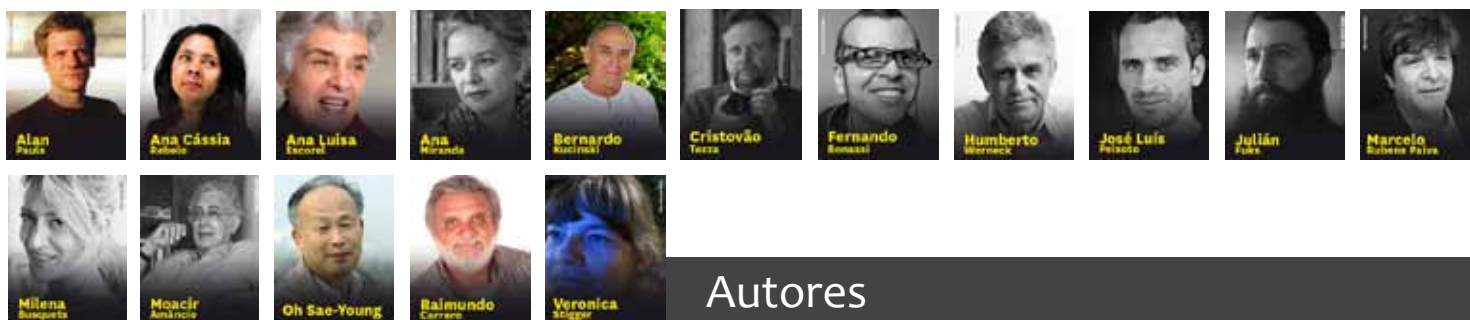 Alan
Pauls
Ana Cássia
Rebelo
Ana Luisa
Escorel
Ana
Miranda
Bernardo
Kucinski
Cristovão
Tezza
Fernando
Bonassi
Humberto
Werneck
José Luís
Peixoto
Julián
Fuks
Marcelo
Rubens Paiva
Milena
Busquets
Moacir
Amâncio
Oh Sae-Young
Raimundo
Carrero
Veronica
Stigger
Autores